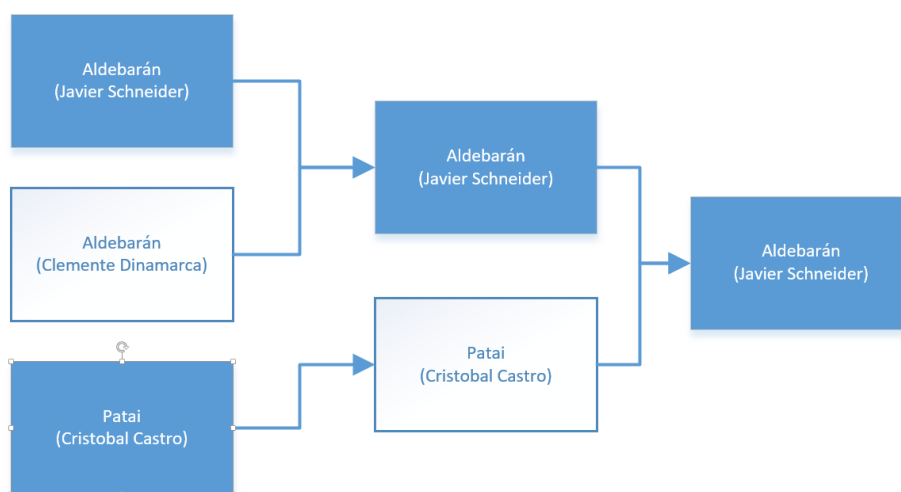 Aldebarán
(Javier Schneider)
Aldebarán
(Clemente Dinamarca)
Patai
(Cristobal Castro)
Aldebarán
(Javier Schneider)
Patai
(Cristobal Castro)
Aldebarán
(Javier Schneider)